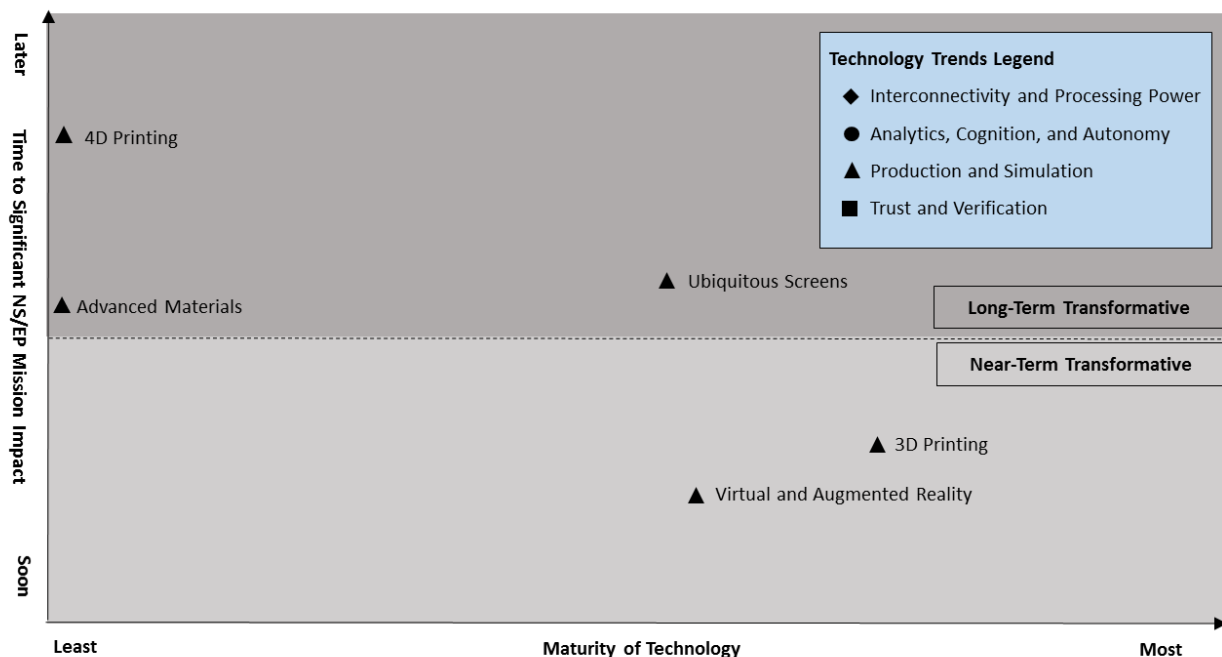 Later
Time to Significant NS/EP Mission Impact
Soon
Technology Trends Legend
Interconnectivity and Processing Power
Analytics, Cognition, and Autonomy
Production and Simulation
Trust and Verification
4D Printing
Ubiquitous Screens
Advanced Materials
Long-Term Transformative
Near-Term Transformative
3D Printing
Virtual and Augmented Reality
Least
Maturity of Technology
Most